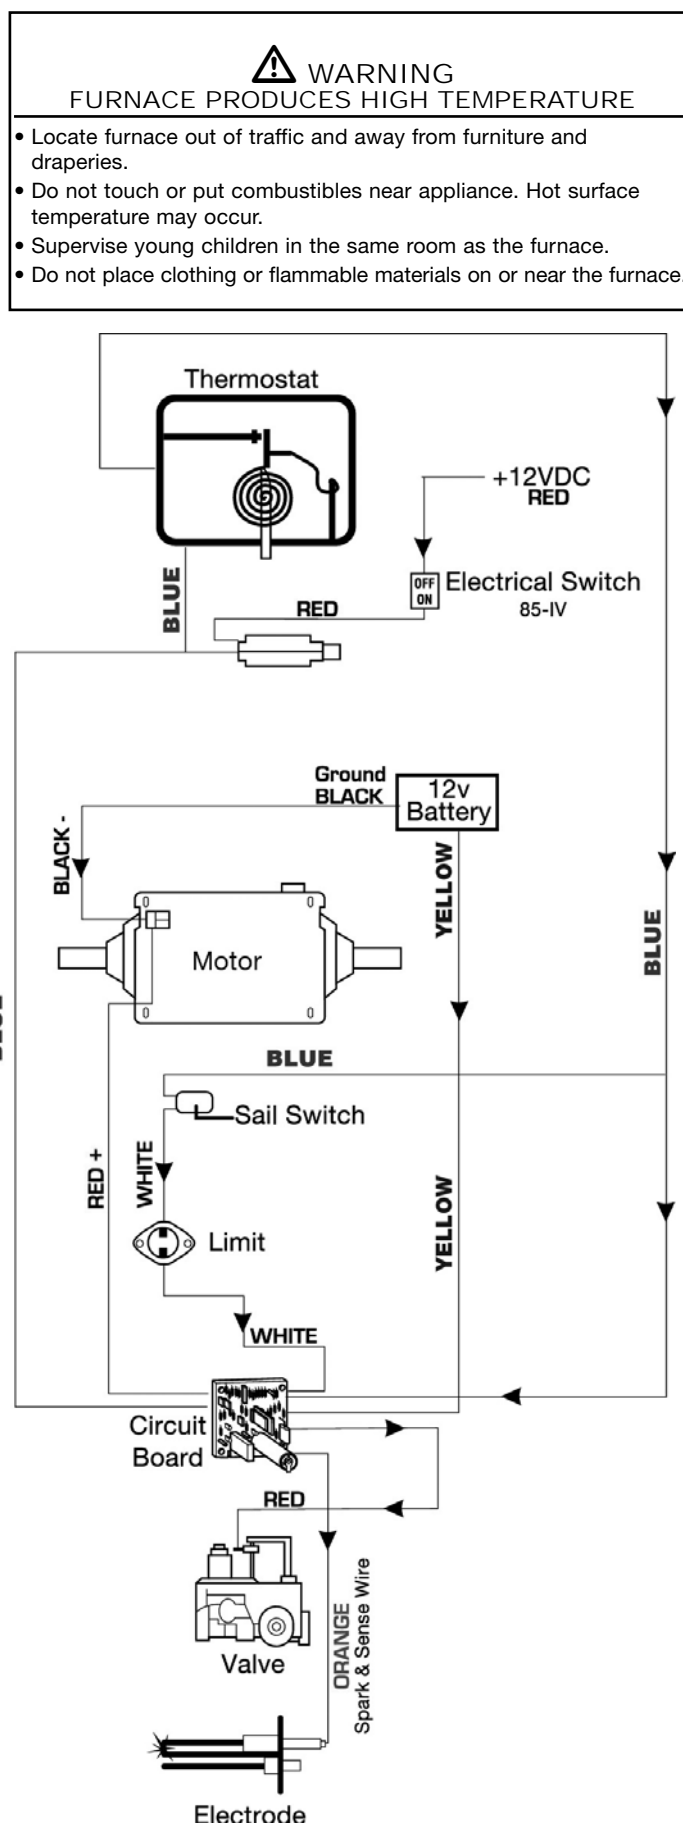 WARNING
FURNACE PRODUCES HIGH TEMPERATURE
• Locate furnace out of traffic and away from furniture and
draperies.
• Do not touch or put combustibles near appliance. Hot surface
temperature may occur.
• Supervise young children in the same room as the furnace.
• Do not place clothing or flammable materials on or near the furnace.
Thermostat
+12VDC
RED
BLUE
OFF
ON
Electrical Switch
85-IV
RED
Ground
BLACK
12v
Battery
BLACK -
YELLOW
Motor
BLUE
BLUE
BLUE
Sail Switch
RED +
WHITE
YELLOW
Limit
WHITE
Circuit
Board
RED
ORANGE
Spark & Sense Wire
Valve
Electrode